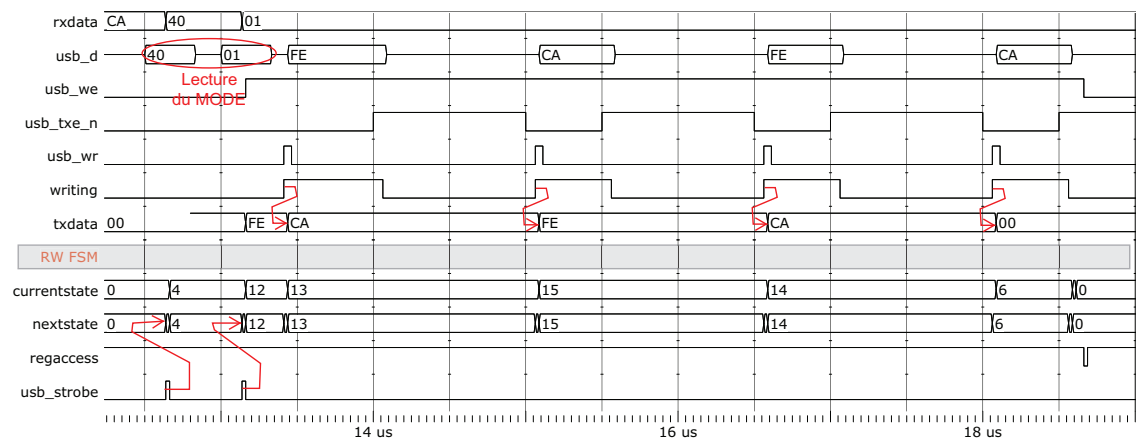 rxdata CA 40 01
usb_d 40 01 FE CA FE CA
Lecture
du MODE
usb_we
usb_txe_n
usb_wr
writing
txdata 00 FE CA FE CA 00
RW FSM
currentstate 0 4 12 13 15 14 6 0
nextstate 0 4 12 13 15 14 6 0
regaccess
usb_strobe
14 us 16 us 18 us